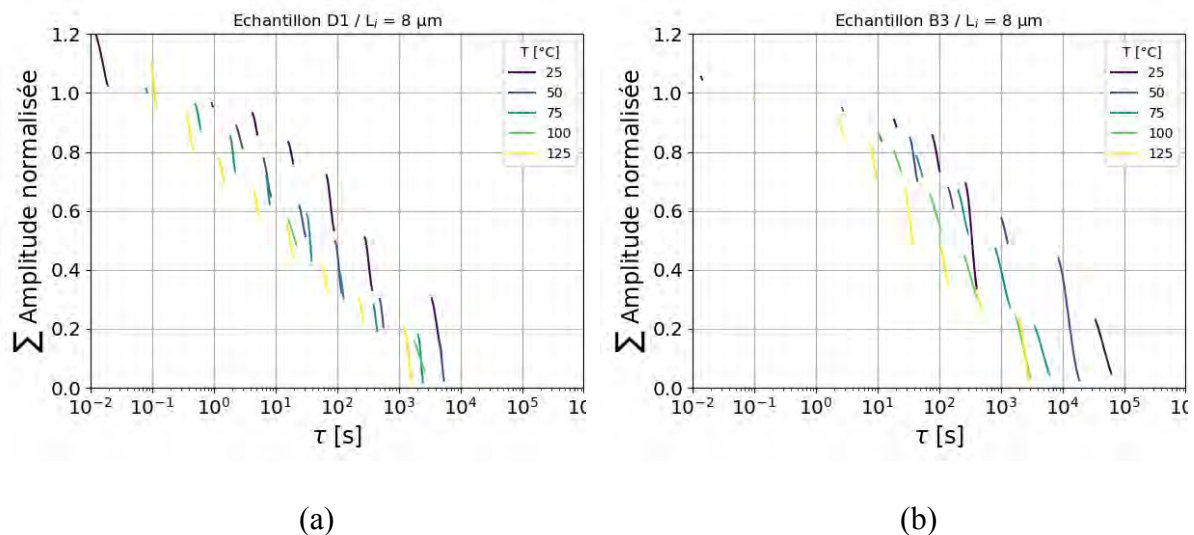 Echantillon D1 / Lᵢ = 8 µm
∑ Amplitude normalisée
1.2
1.0
0.8
0.6
0.4
0.2
0.0
T [°C]
25
50
75
100
125
10⁻² 10⁻¹ 10⁰ 10¹ 10² 10³ 10⁴ 10⁵
τ [s]
(a)
Echantillon B3 / Lᵢ = 8 µm
∑ Amplitude normalisée
1.2
1.0
0.8
0.6
0.4
0.2
0.0
T [°C]
25
50
75
100
125
10⁻² 10⁻¹ 10⁰ 10¹ 10² 10³ 10⁴ 10⁵
τ [s]
(b)